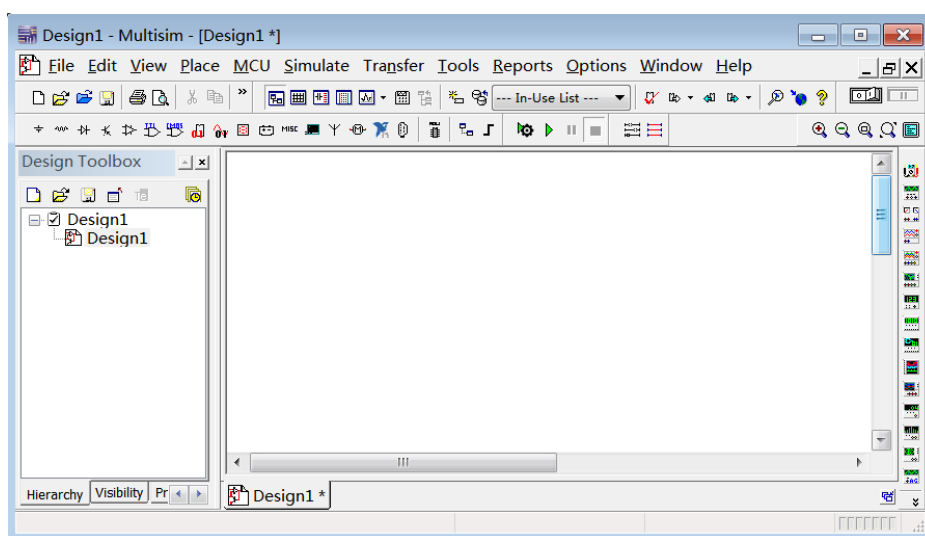 Design1 - Multisim - [Design1 *]
File Edit View Place MCU Simulate Transfer Tools Reports Options Window Help
» --- In-Use List ---
MISC
Design Toolbox
Design1
Design1
Hierarchy Visibility Pr
Design1 *